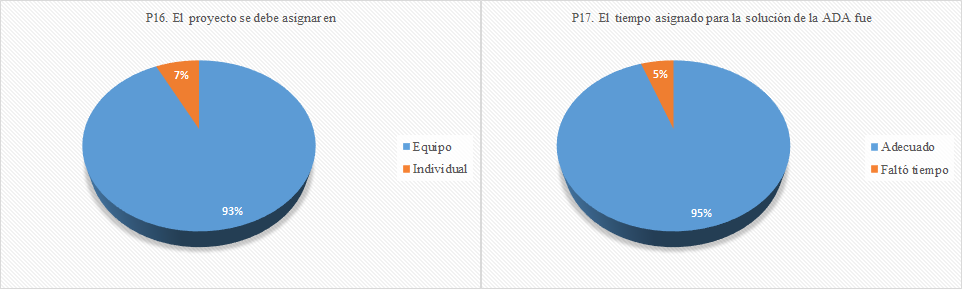 P16. El proyecto se debe asignar en
7%
93%
Equipo
Individual
P17. El tiempo asignado para la solución de la ADA fue
5%
95%
Adecuado
Faltó tiempo